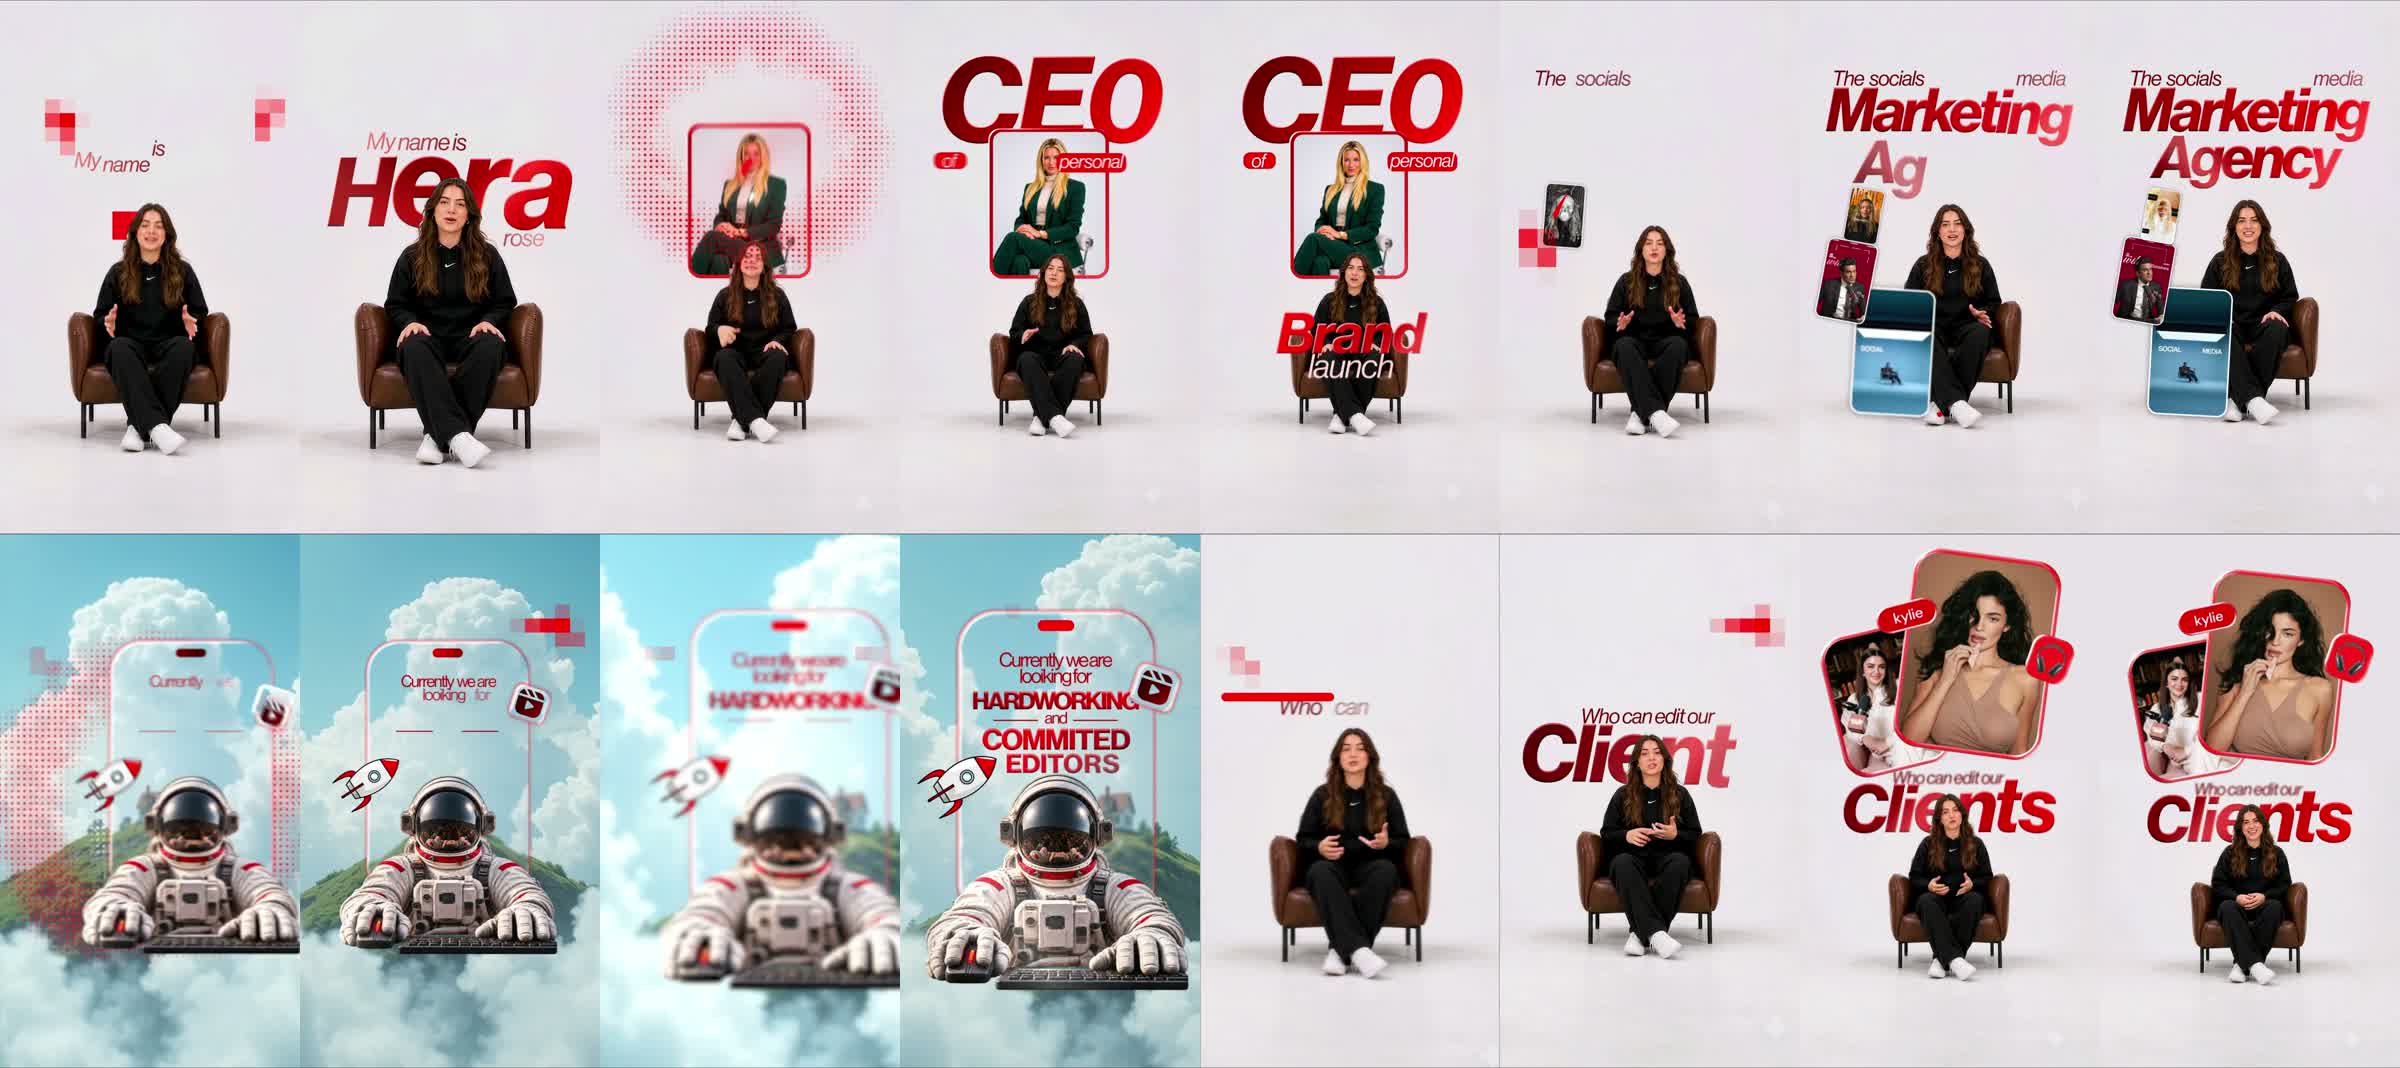 My name is
My name is
Hera
rose
CEO
of personal
CEO
of personal
Brand
launch
The socials
The socials media
Marketing
Ag
SOCIAL
The socials media
Marketing
Agency
SOCIAL MEDIA
Currently
Currently we are
looiking for
Currently we are
looiking for
HARDWORKING
Currently we are
looiking for
HARDWORKING
and
COMMITED
EDITORS
Who can
Who can edit our
Client
kylie
Who can edit our
Clients
kylie
Who can edit our
Clients